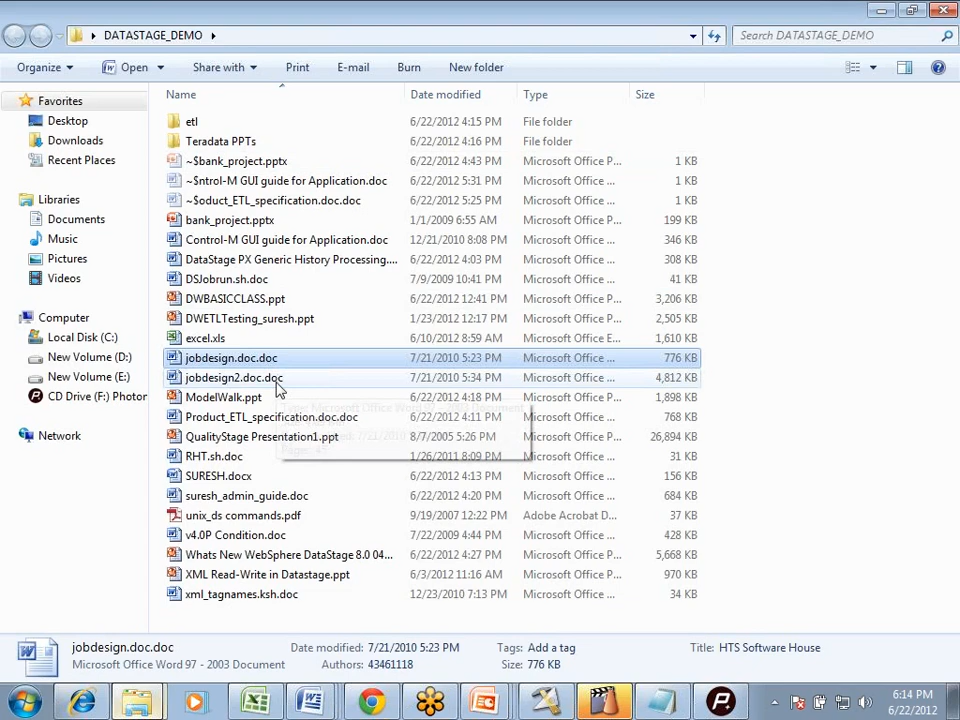 DATASTAGE_DEMO
Search DATASTAGE_DEMO
Organize Open Share with Print E-mail Burn New folder
Name Date modified Type Size
Favorites
Desktop
Downloads
Recent Places
Libraries
Documents
Music
Pictures
Videos
Computer
Local Disk (C:)
New Volume (D:)
New Volume (E:)
CD Drive (F:) Photor
Network
etl 6/22/2012 4:15 PM File folder
Teradata PPTs 6/22/2012 4:16 PM File folder
~$bank_project.pptx 6/22/2012 4:43 PM Microsoft Office P... 1 KB
~$ntrol-M GUI guide for Application.doc 6/22/2012 5:31 PM Microsoft Office ... 1 KB
~$oduct_ETL_specification.doc.doc 6/22/2012 5:25 PM Microsoft Office ... 1 KB
bank_project.pptx 1/1/2009 6:55 AM Microsoft Office P... 199 KB
Control-M GUI guide for Application.doc 12/21/2010 8:08 PM Microsoft Office ... 346 KB
DataStage PX Generic History Processing.... 6/22/2012 4:03 PM Microsoft Office ... 308 KB
DSJobrun.sh.doc 7/9/2009 10:41 PM Microsoft Office ... 41 KB
DWBASICCLASS.ppt 6/22/2012 12:41 PM Microsoft Office P... 3,206 KB
DWETLTesting_suresh.ppt 1/23/2012 12:17 PM Microsoft Office P... 2,505 KB
excel.xls 6/10/2012 8:59 AM Microsoft Office E... 1,610 KB
jobdesign.doc.doc 7/21/2010 5:23 PM Microsoft Office ... 776 KB
jobdesign2.doc.doc 7/21/2010 5:34 PM Microsoft Office ... 4,812 KB
ModelWalk.ppt 6/22/2012 4:18 PM Microsoft Office P... 1,898 KB
Product_ETL_specification.doc.doc 6/22/2012 4:11 PM Microsoft Office ... 768 KB
QualityStage Presentation1.ppt 8/7/2005 5:26 PM Microsoft Office P... 26,894 KB
RHT.sh.doc 1/26/2011 8:09 PM Microsoft Office ... 31 KB
SURESH.docx 6/22/2012 4:13 PM Microsoft Office ... 156 KB
suresh_admin_guide.doc 6/22/2012 4:20 PM Microsoft Office ... 684 KB
unix_ds commands.pdf 9/19/2007 12:22 PM Adobe Acrobat D... 37 KB
v4.0P Condition.doc 7/22/2009 4:44 PM Microsoft Office ... 428 KB
Whats New WebSphere DataStage 8.0 04... 6/22/2012 4:27 PM Microsoft Office P... 5,668 KB
XML Read-Write in Datastage.ppt 6/3/2012 11:16 AM Microsoft Office P... 970 KB
xml_tagnames.ksh.doc 12/23/2010 7:13 PM Microsoft Office ... 34 KB
jobdesign.doc.doc Date modified: 7/21/2010 5:23 PM Tags: Add a tag Title: HTS Software House
Microsoft Office Word 97 - 2003 Document Authors: 43461118 Size: 776 KB
6:14 PM
6/22/2012